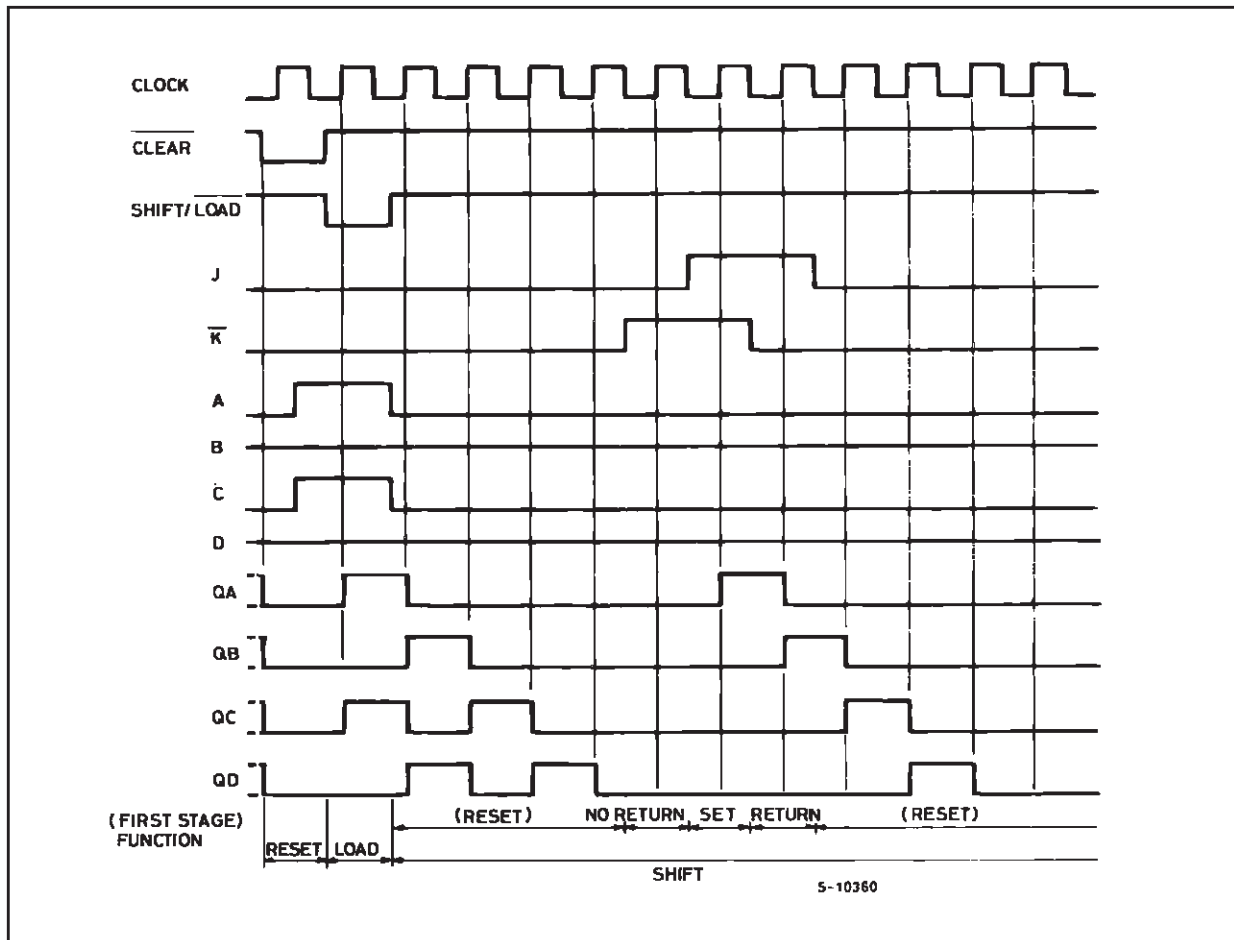 CLOCK
CLEAR
SHIFT/LOAD
J
K
A
B
C
D
QA
QB
QC
QD
(FIRST STAGE)
FUNCTION
(RESET) NO RETURN SET RETURN (RESET)
RESET LOAD
SHIFT
S-10360